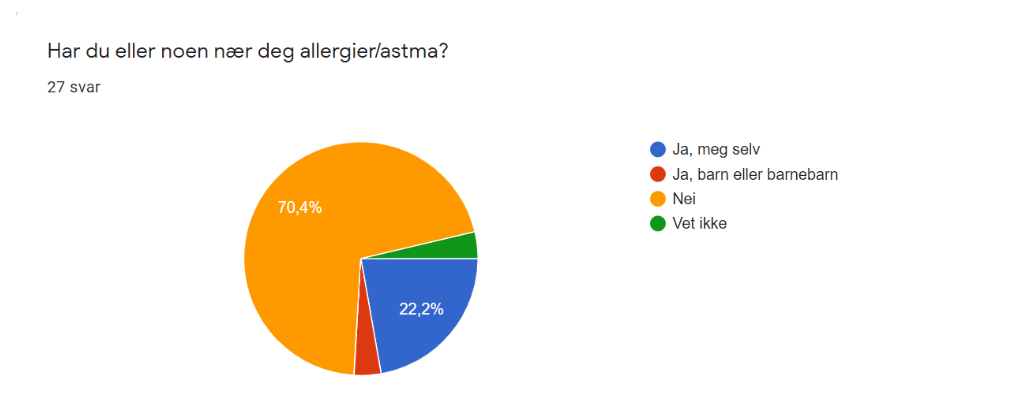 Har du eller noen nær deg allergier/astma?
27 svar
70,4%
22,2%
Ja, meg selv
Ja, barn eller barnebarn
Nei
Vet ikke